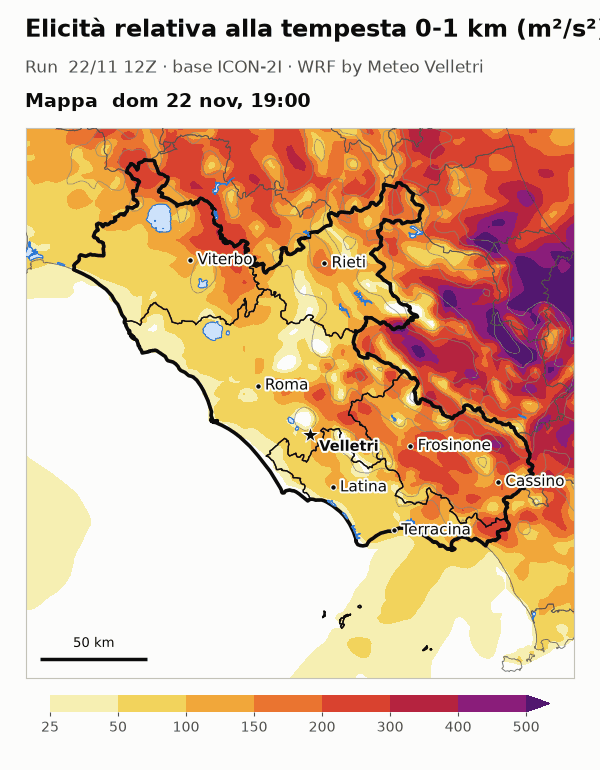 Elicità relativa alla tempesta 0-1 km (m²/s²)
Run  22/11 12Z · base ICON-2I · WRF by Meteo Velletri
Mappa  dom 22 nov, 19:00
Viterbo
Rieti
Roma
Velletri
Frosinone
Latina
Cassino
Terracina
50 km
25 50 100 150 200 300 400 500